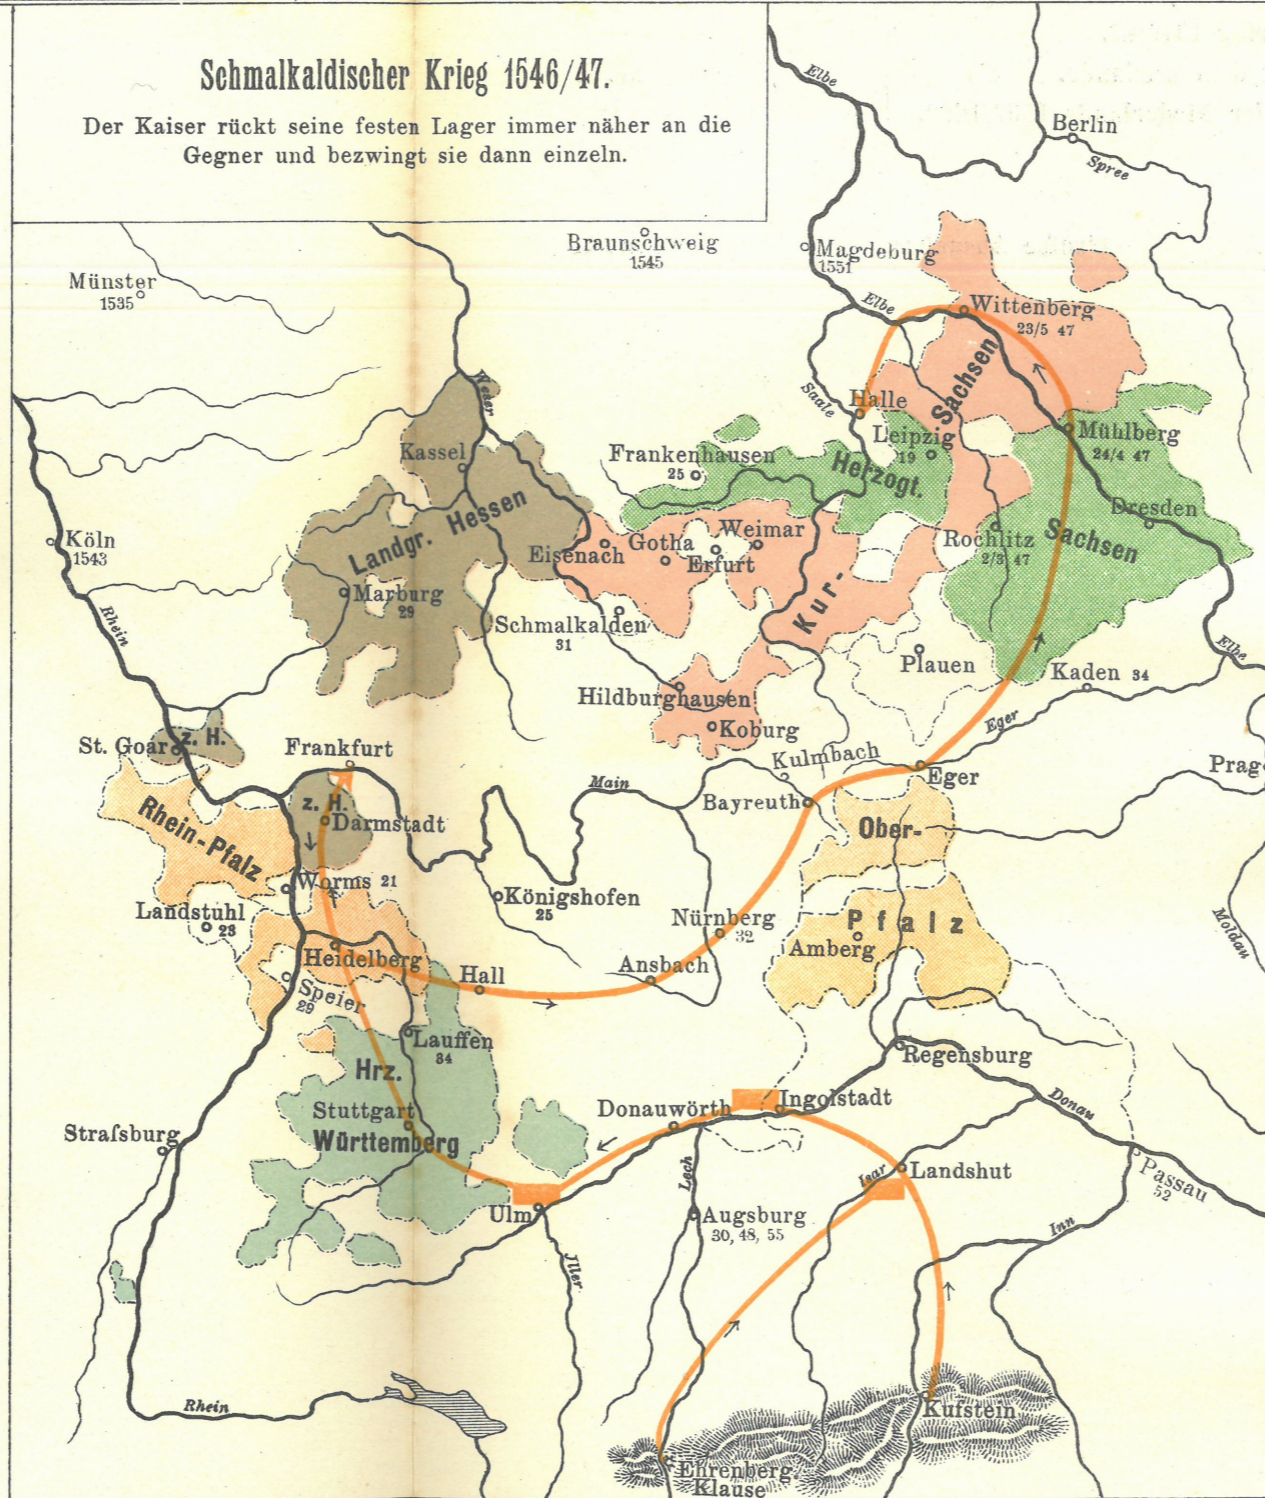 Schmalkaldischer Krieg 1546/47.
Der Kaiser rückt seine festen Lager immer näher an die
Gegner und bezwingt sie dann einzeln.
Elbe
Berlin
Spree
Braunschweig
1545
Magdeburg
1551
Münster
1535
Elbe
Wittenberg
23/5 47
Weser
Saale
Halle
Sachsen
Leipzig
19
Mühlberg
24/4 47
Kassel
Frankenhausen
25
Herzogt.
Landgr. Hessen
Dresden
Köln
1543
Eisenach
Gotha
Weimar
Erfurt
Rochlitz
2/3 47
Sachsen
Marburg
29
Kur-
Rhein
Schmalkalden
31
Elbe
Plauen
Kaden 34
Hildburghausen
Koburg
Eger
St. Goar
z. H.
Frankfurt
Kulmbach
Eger
Prag
Main
Bayreuth
Rhein-Pfalz
z. H.
Darmstadt
Ober-
Worms 21
Königshofen
25
Landstuhl
23
Nürnberg
32
Pfalz
Amberg
Moldau
Heidelberg
Hall
Ansbach
Speier
29
Lauffen
34
Regensburg
Hrz.
Stuttgart
Württemberg
Donauwörth
Ingolstadt
Donau
Straſsburg
Lech
Isar
Landshut
Passau
52
Ulm
Augsburg
30, 48, 55
Inn
Jller
Rhein
Kufstein
Ehrenberg
Klause